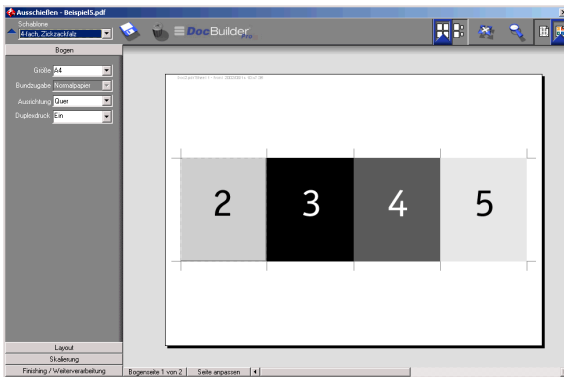 Ausschießen - Beispiel5.pdf
Schablone
4-fach, Zickzackfalz
DocBuilder Pro
Bogen
Größe A4
Bundzugabe Normalpapier
Ausrichtung Quer
Duplexdruck Ein
2 3 4 5
Layout
Skalierung
Finishing / Weiterverarbeitung
Bogenseite 1 von 2 Seite anpassen